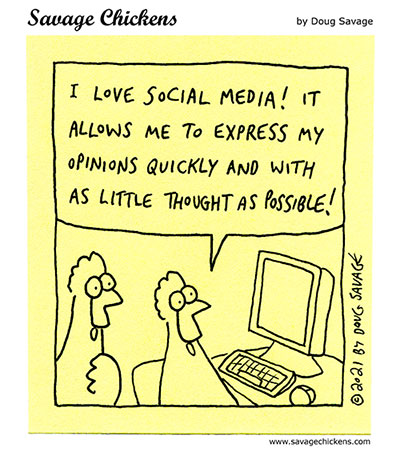 Savage Chickens
by Doug Savage
I LOVE SOCIAL MEDIA! IT
ALLOWS ME TO EXPRESS MY
OPINIONS QUICKLY AND WITH
AS LITTLE THOUGHT AS POSSIBLE!
© 2021 BY DOUG SAVAGE
www.savagechickens.com